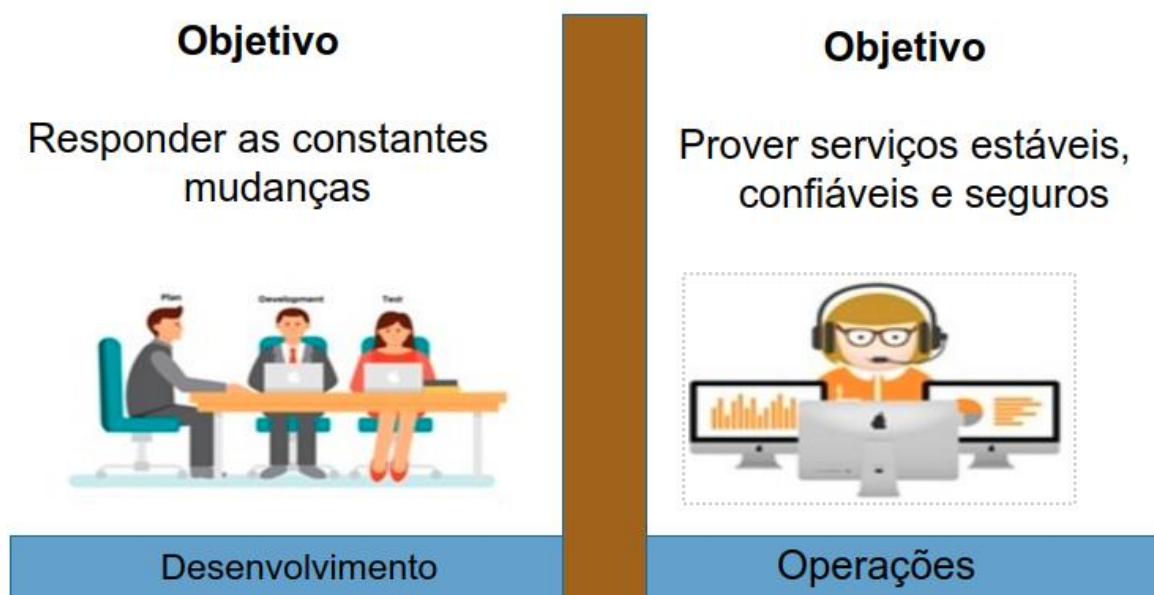 Objetivo
Responder as constantes
mudanças
Plan
Development
Test
Desenvolvimento
Objetivo
Prover serviços estáveis,
confiáveis e seguros
Operações